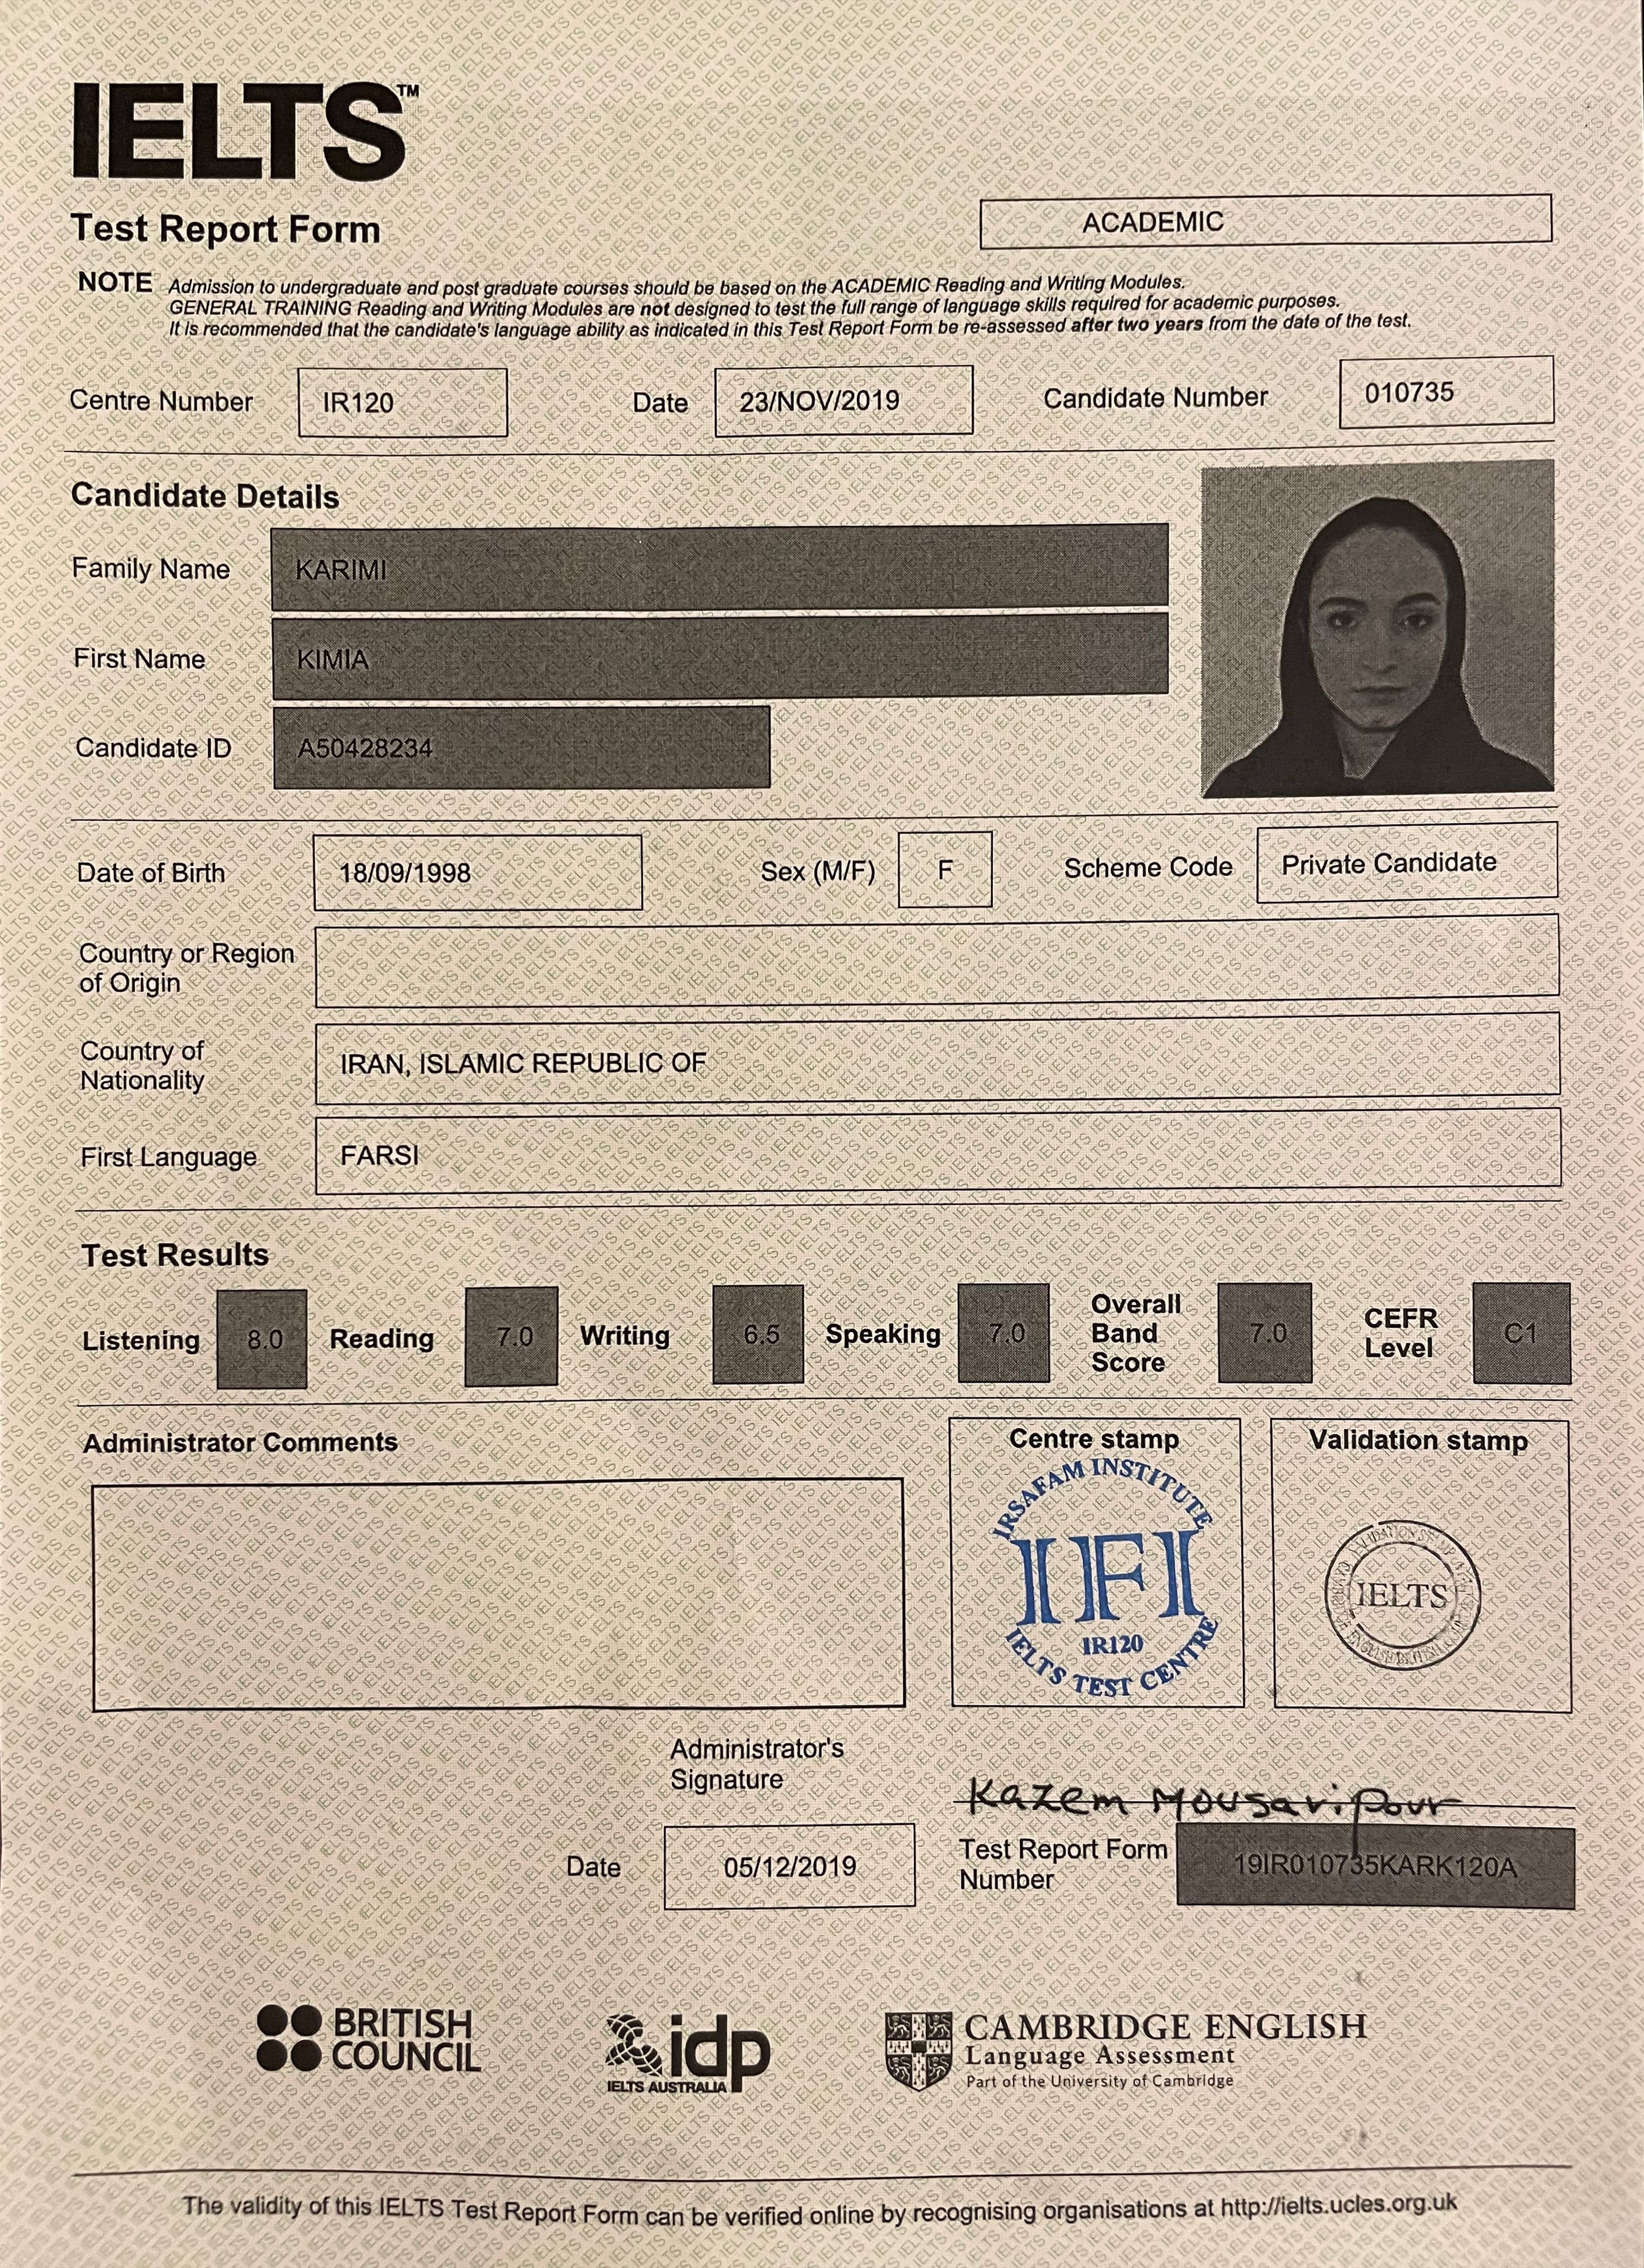 IELTS™
Test Report Form
ACADEMIC
NOTE Admission to undergraduate and post graduate courses should be based on the ACADEMIC Reading and Writing Modules.
GENERAL TRAINING Reading and Writing Modules are not designed to test the full range of language skills required for academic purposes.
It is recommended that the candidate's language ability as indicated in this Test Report Form be re-assessed after two years from the date of the test.
Centre Number IR120 Date 23/NOV/2019 Candidate Number 010735
Candidate Details
Family Name KARIMI
First Name KIMIA
Candidate ID A50428234
Date of Birth 18/09/1998 Sex (M/F) F Scheme Code Private Candidate
Country or Region
of Origin
Country of
Nationality
IRAN, ISLAMIC REPUBLIC OF
First Language FARSI
Test Results
Listening 8.0 Reading 7.0 Writing 6.5 Speaking 7.0
Overall
Band
Score
7.0
CEFR
Level
C1
Administrator Comments
Centre stamp
IRSAFAM INSTITUTE
IFI
IR120
IELTS TEST CENTRE
Validation stamp
IELTS
Administrator's
Signature
Kazem Mousavipour
Date 05/12/2019
Test Report Form
Number
19IR010735KARK120A
BRITISH
COUNCIL
idp
IELTS AUSTRALIA
CAMBRIDGE ENGLISH
Language Assessment
Part of the University of Cambridge
The validity of this IELTS Test Report Form can be verified online by recognising organisations at http://ielts.ucles.org.uk